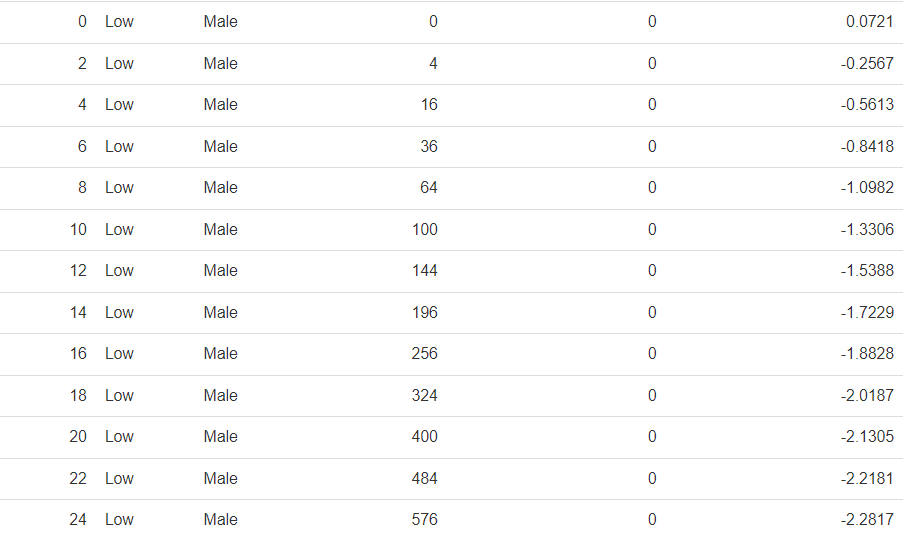 0 Low Male 0 0 0.0721
2 Low Male 4 0 -0.2567
4 Low Male 16 0 -0.5613
6 Low Male 36 0 -0.8418
8 Low Male 64 0 -1.0982
10 Low Male 100 0 -1.3306
12 Low Male 144 0 -1.5388
14 Low Male 196 0 -1.7229
16 Low Male 256 0 -1.8828
18 Low Male 324 0 -2.0187
20 Low Male 400 0 -2.1305
22 Low Male 484 0 -2.2181
24 Low Male 576 0 -2.2817